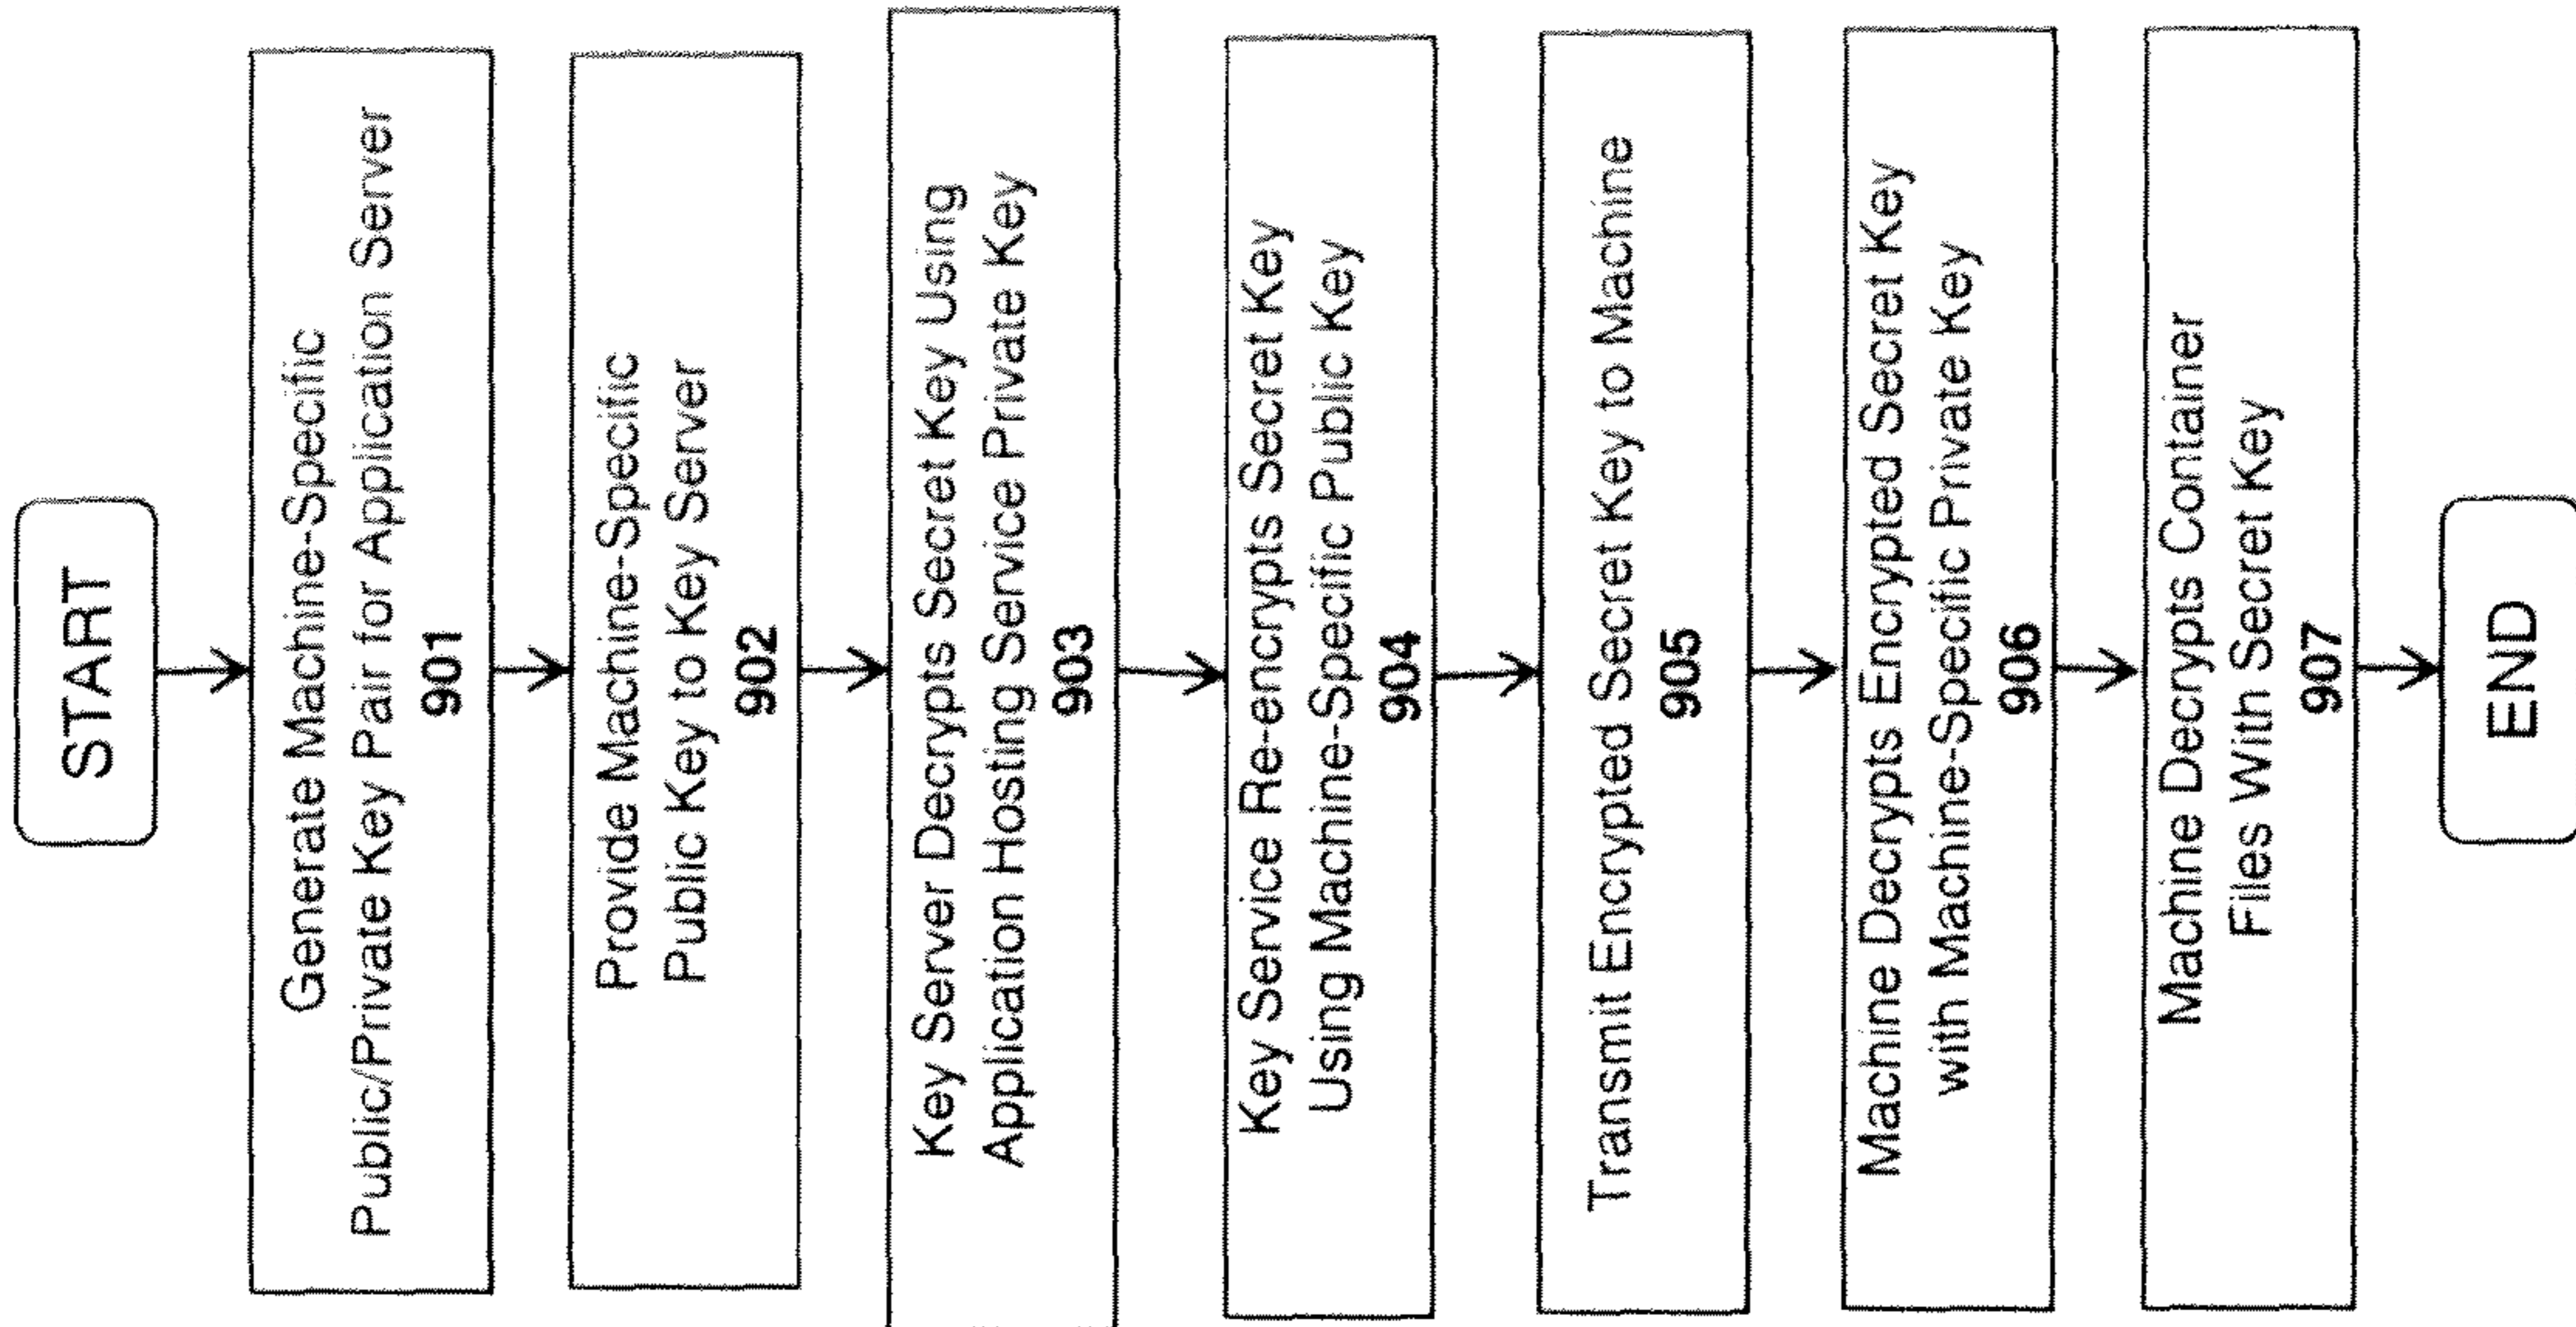 START
Generate Machine-Specific
Public/Private Key Pair for Application Server
901
Provide Machine-Specific
Public Key to Key Server
902
Key Server Decrypts Secret Key Using
Application Hosting Service Private Key
903
Key Service Re-encrypts Secret Key
Using Machine-Specific Public Key
904
Transmit Encrypted Secret Key to Machine
905
Machine Decrypts Encrypted Secret Key
with Machine-Specific Private Key
906
Machine Decrypts Container
Files With Secret Key
907
END